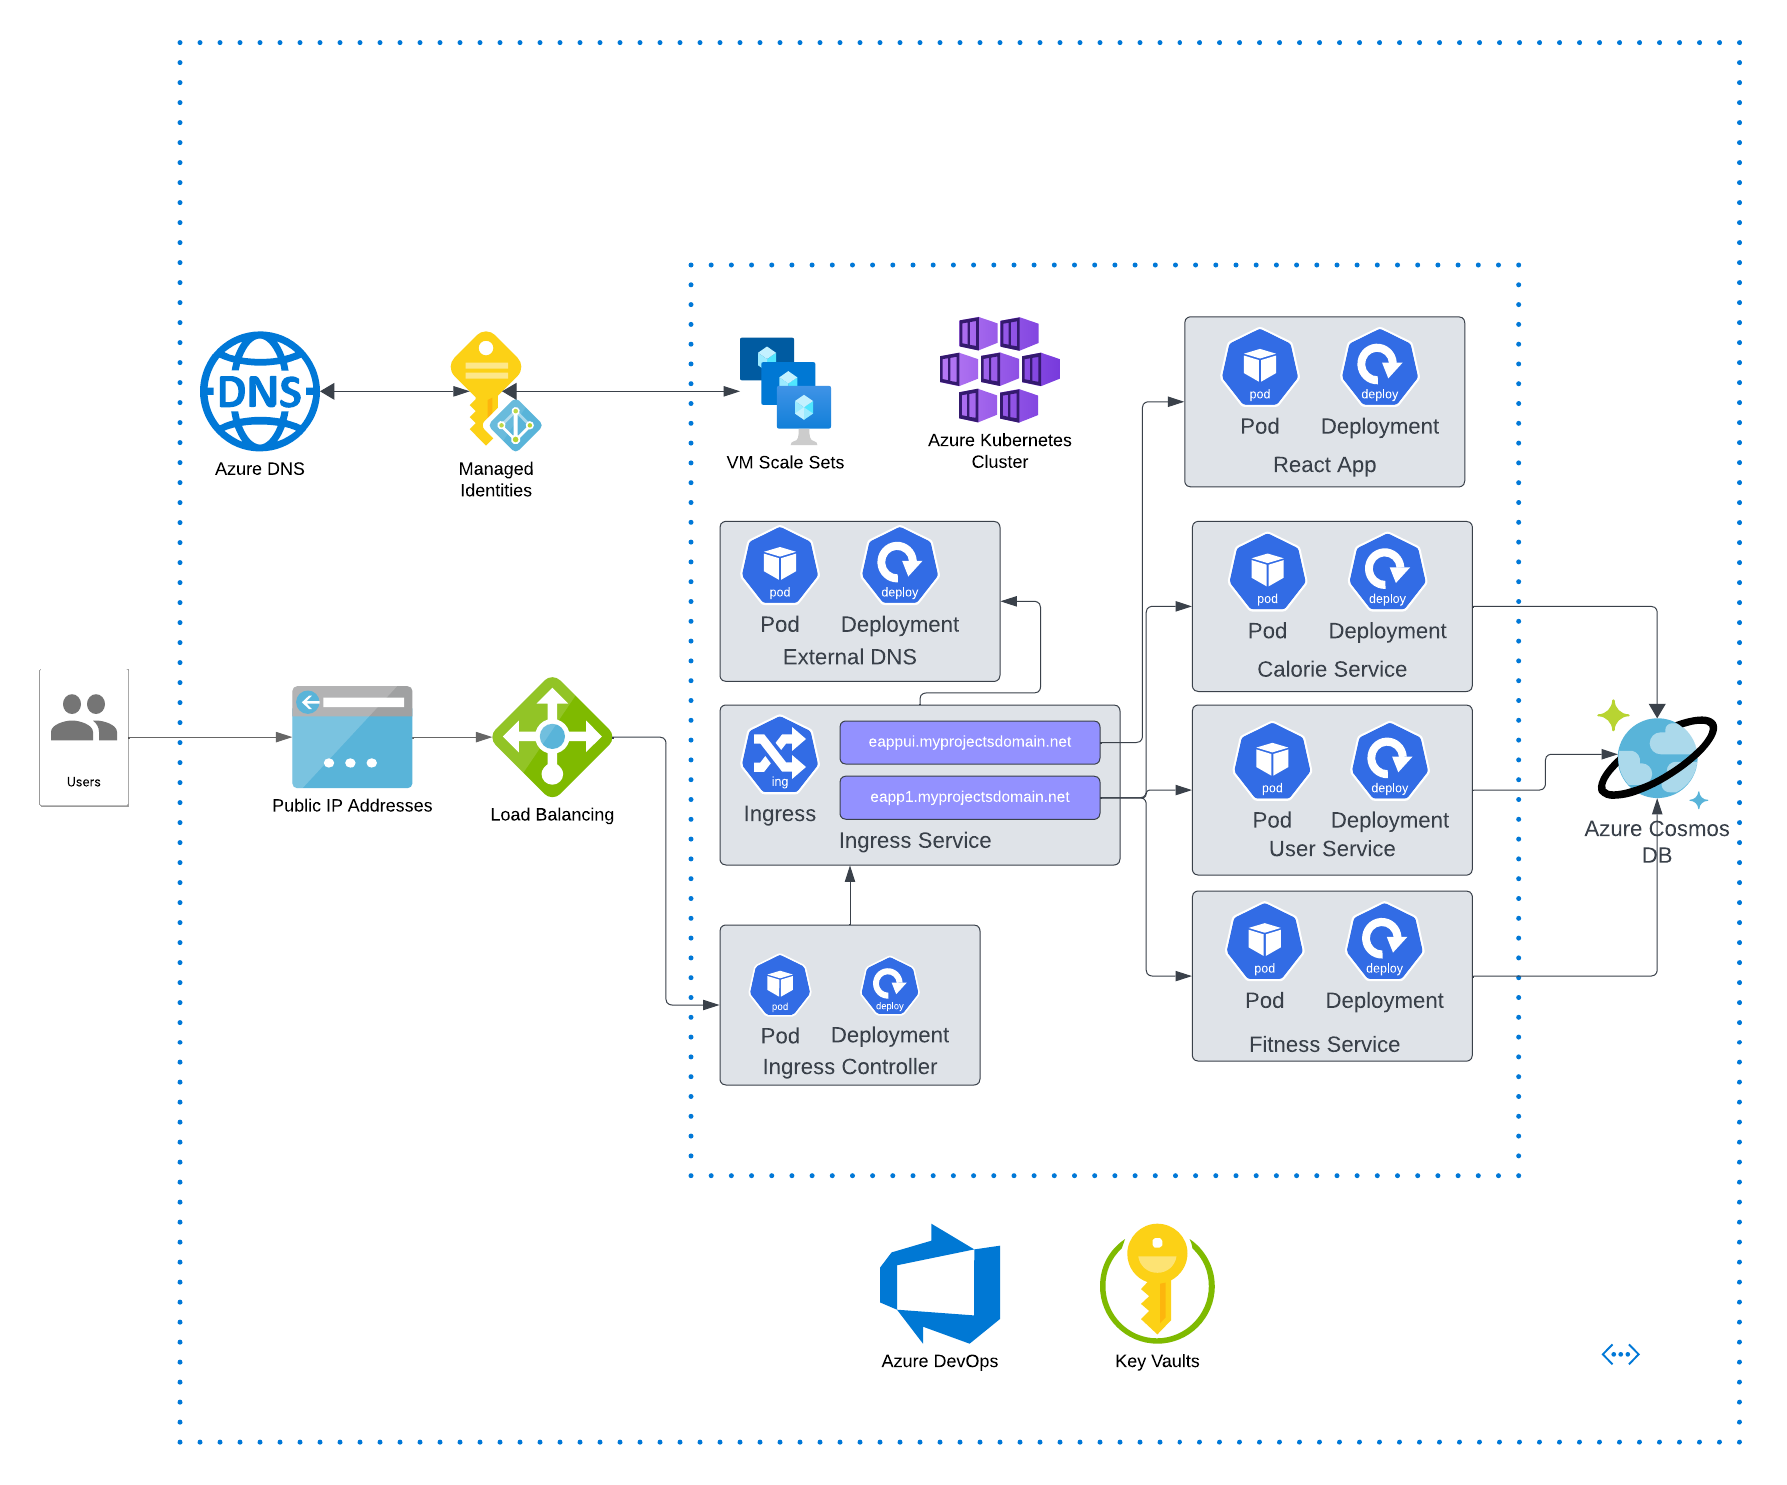 DNS
Azure DNS
Managed
Identities
VM Scale Sets
Azure Kubernetes
Cluster
pod
deploy
Pod
Deployment
React App
pod
deploy
Pod
Deployment
External DNS
pod
deploy
Pod
Deployment
Calorie Service
Users
Public IP Addresses
Load Balancing
ing
Ingress
eappui.myprojectsdomain.net
eapp1.myprojectsdomain.net
Ingress Service
pod
deploy
Pod
Deployment
User Service
Azure Cosmos
DB
pod
deploy
Pod
Deployment
Ingress Controller
pod
deploy
Pod
Deployment
Fitness Service
Azure DevOps
Key Vaults